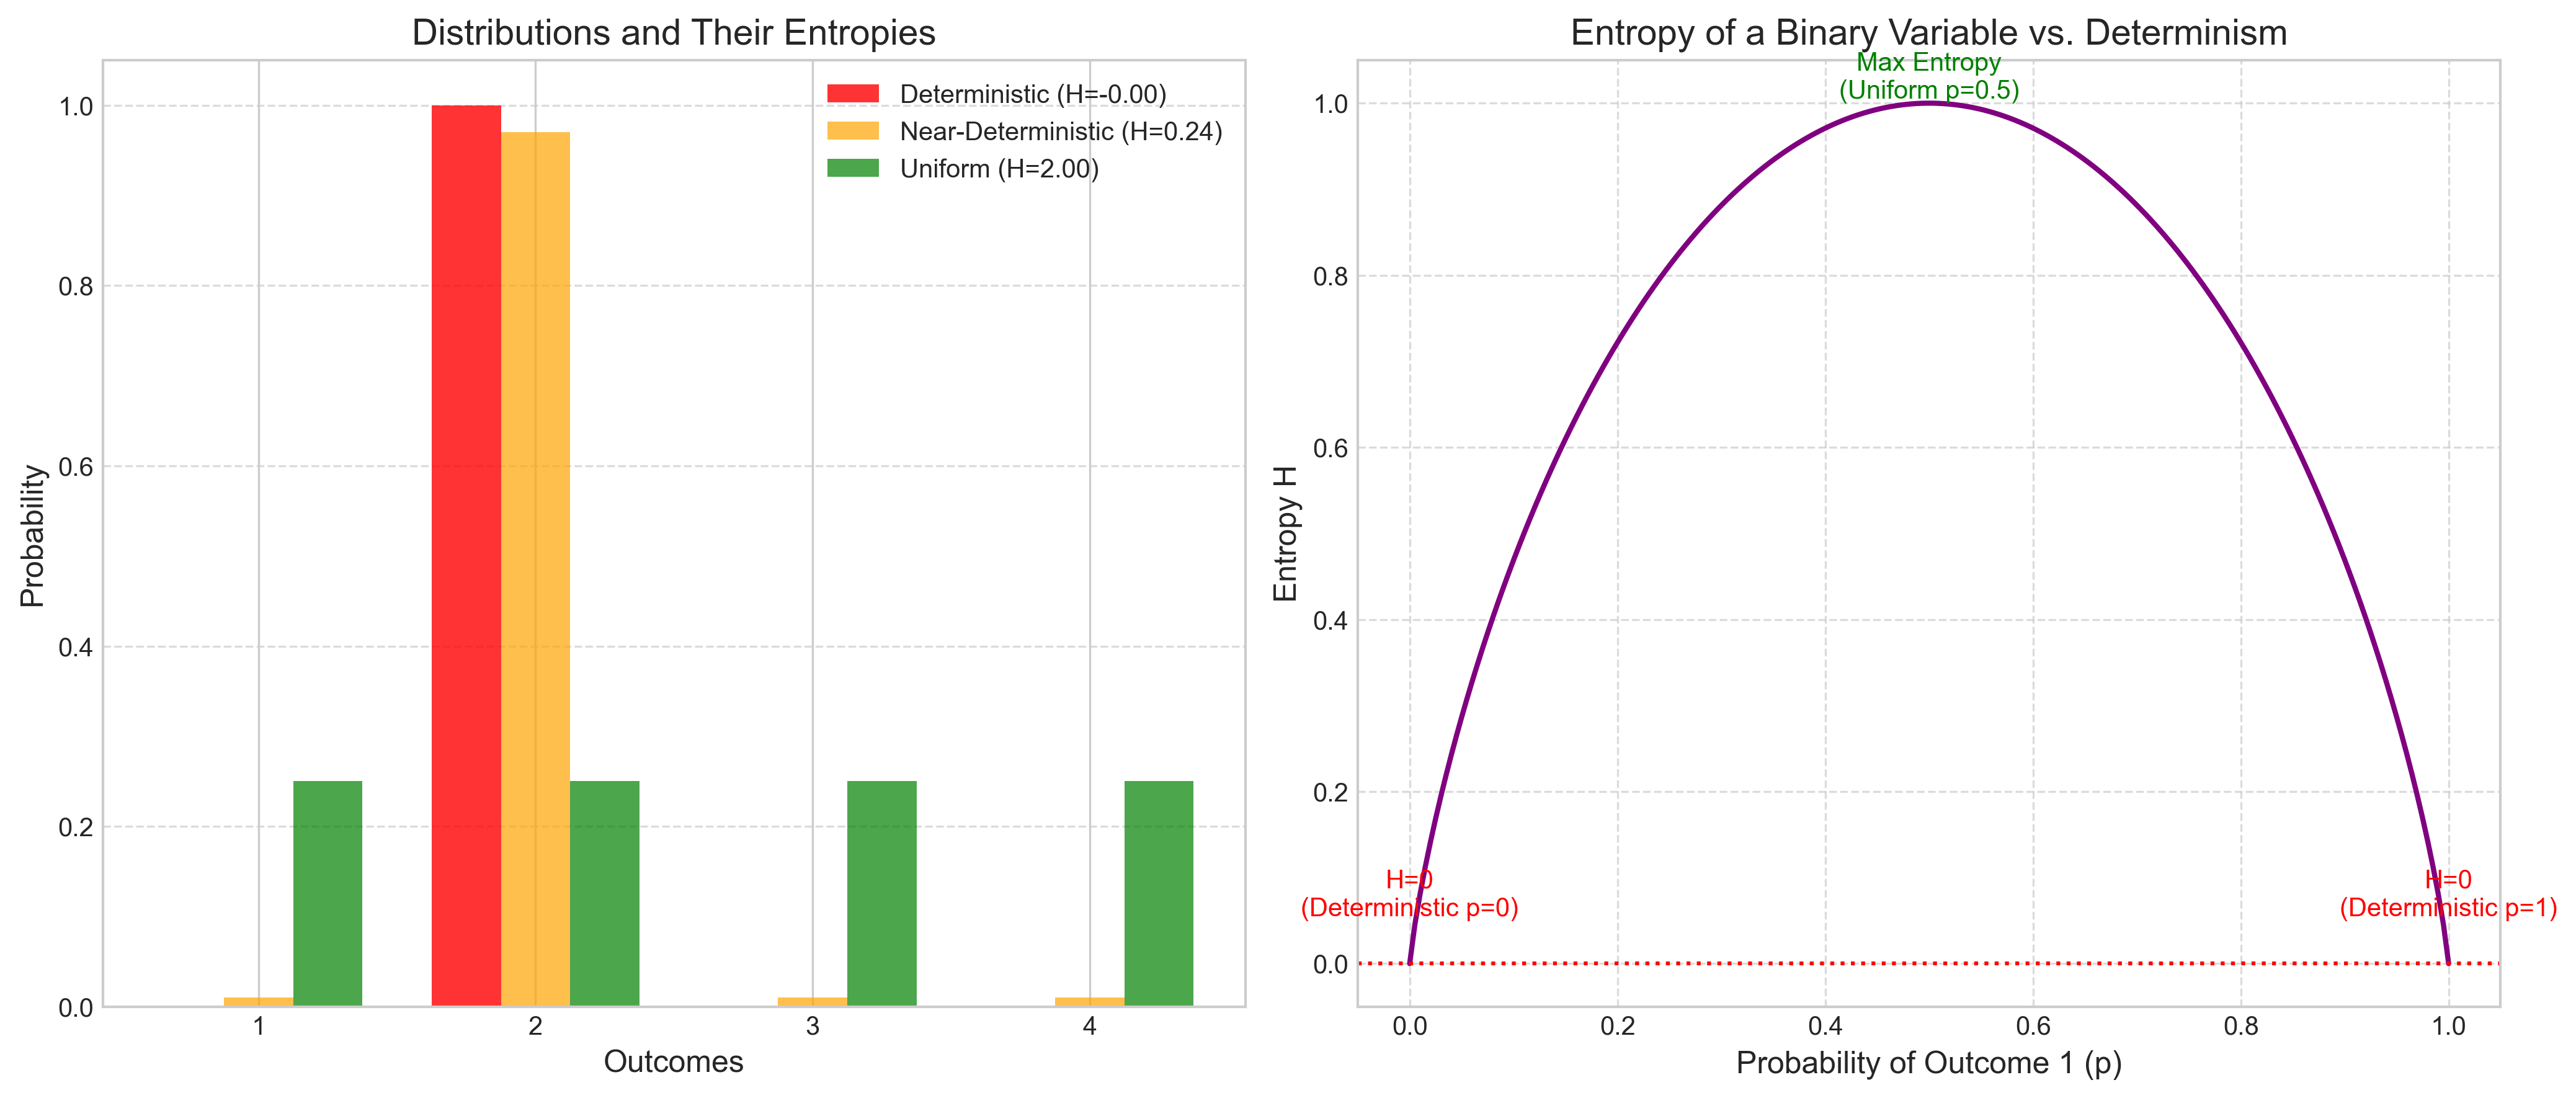 Distributions and Their Entropies
Deterministic (H=-0.00)
Near-Deterministic (H=0.24)
Uniform (H=2.00)
Probability
1.0
0.8
0.6
0.4
0.2
0.0
1 2 3 4
Outcomes
Entropy of a Binary Variable vs. Determinism
Max Entropy
(Uniform p=0.5)
Entropy H
1.0
0.8
0.6
0.4
0.2
0.0
H=0
(Deterministic p=0)
H=0
(Deterministic p=1)
0.0 0.2 0.4 0.6 0.8 1.0
Probability of Outcome 1 (p)